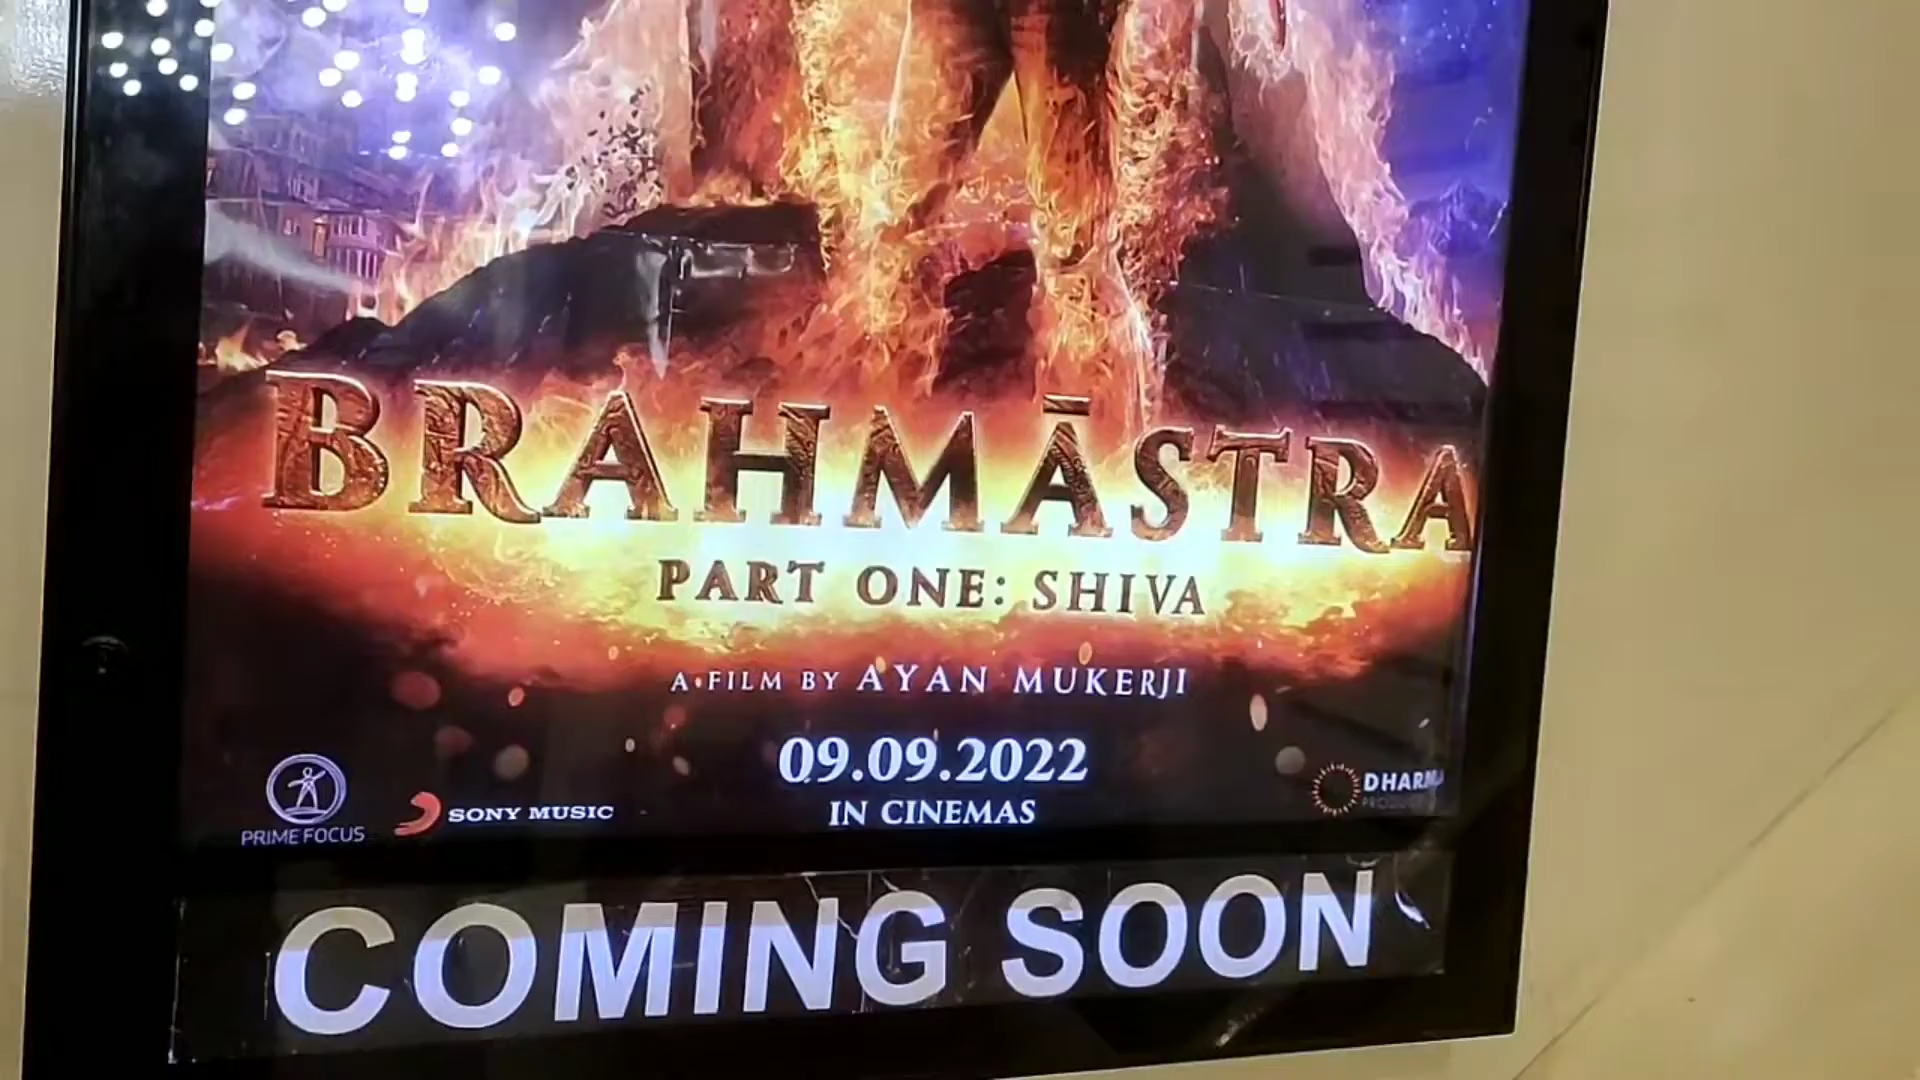 BRAHMĀSTRA
PART ONE: SHIVA
A FILM BY AYAN MUKERJI
09.09.2022
IN CINEMAS
PRIME FOCUS
SONY MUSIC
DHARMA
COMING SOON